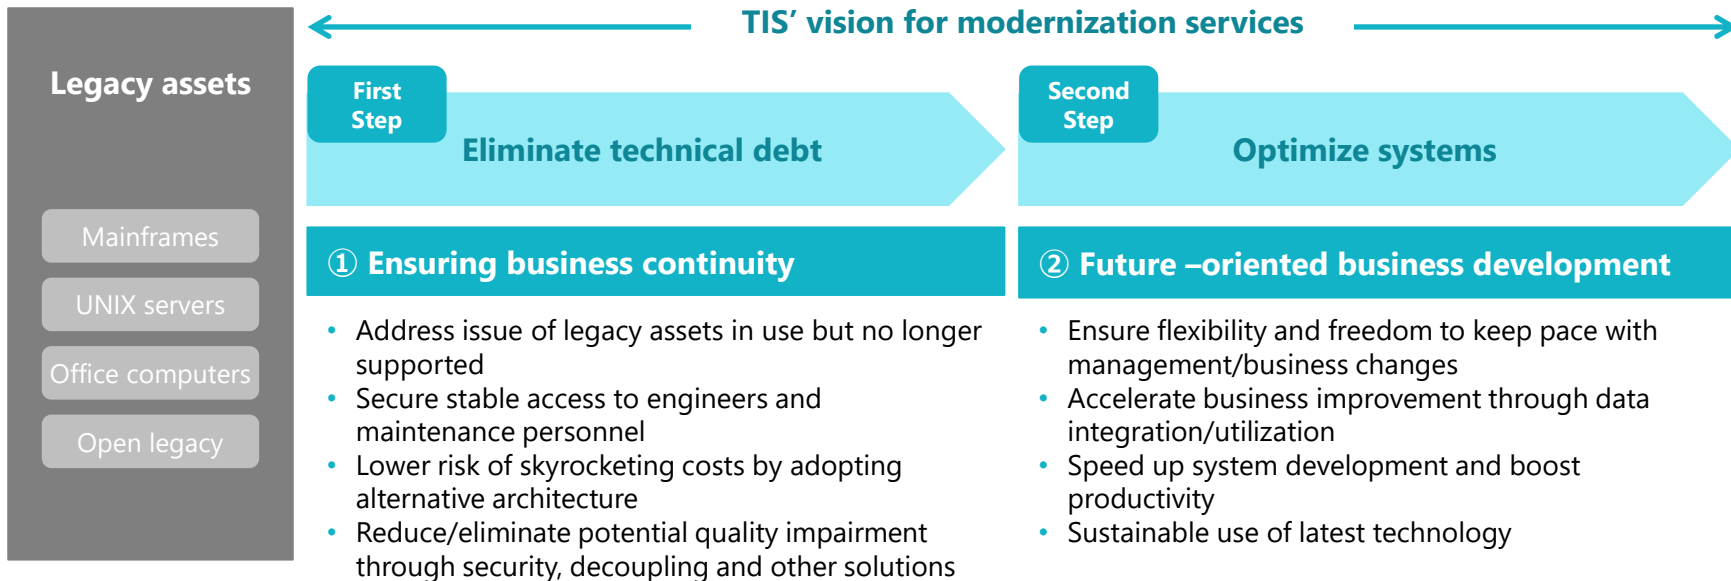 TIS’ vision for modernization services
Legacy assets
Mainframes
UNIX servers
Office computers
Open legacy
First
Step
Eliminate technical debt
① Ensuring business continuity
• Address issue of legacy assets in use but no longer
supported
• Secure stable access to engineers and
maintenance personnel
• Lower risk of skyrocketing costs by adopting
alternative architecture
• Reduce/eliminate potential quality impairment
through security, decoupling and other solutions
Second
Step
Optimize systems
② Future –oriented business development
• Ensure flexibility and freedom to keep pace with
management/business changes
• Accelerate business improvement through data
integration/utilization
• Speed up system development and boost
productivity
• Sustainable use of latest technology